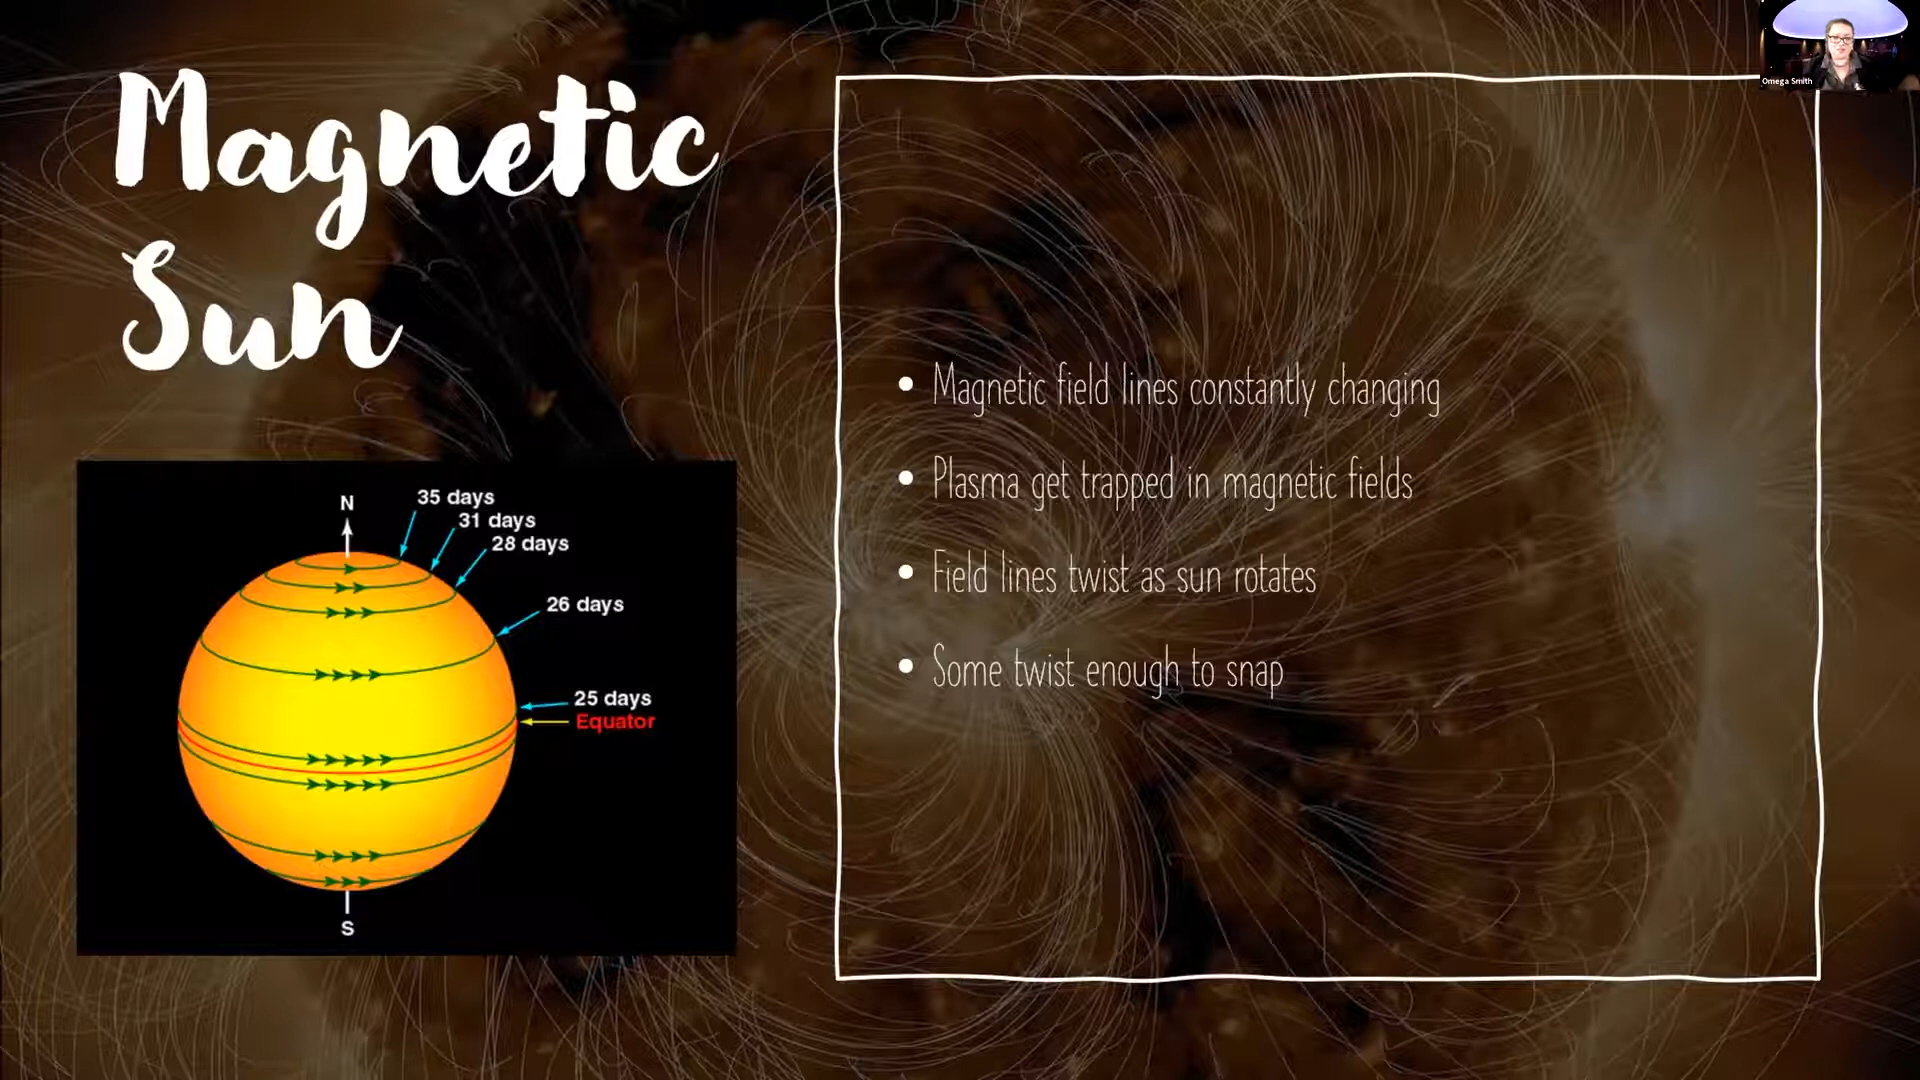 Magnetic
Sun
Omega Smith
N
35 days
31 days
28 days
26 days
25 days
Equator
S
• Magnetic field lines constantly changing
• Plasma get trapped in magnetic fields
• Field lines twist as sun rotates
• Some twist enough to snap